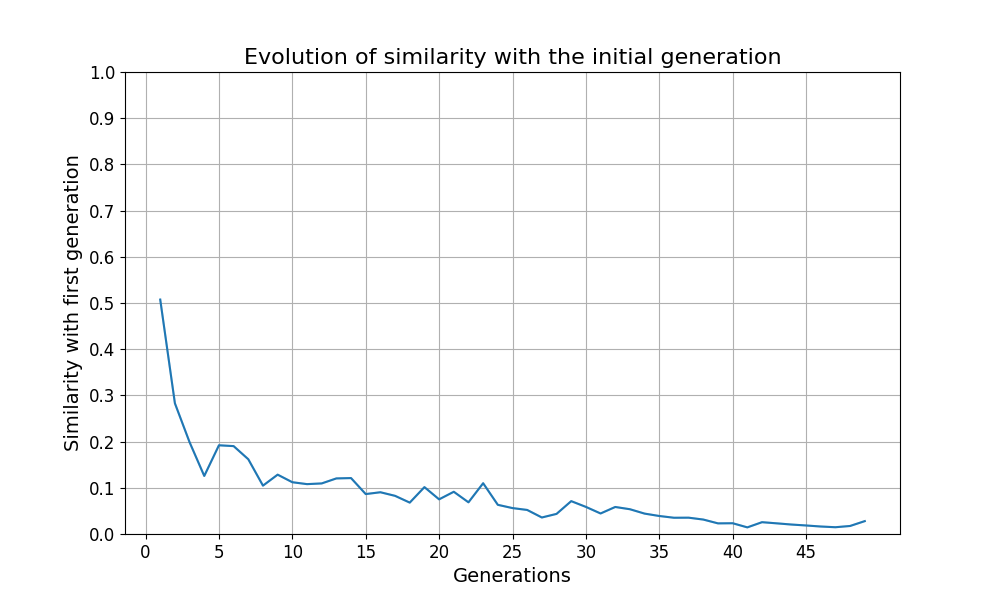 Evolution of similarity with the initial generation
1.0
0.9
0.8
0.7
0.6
0.5
0.4
0.3
0.2
0.1
0.0
Similarity with first generation
0 5 10 15 20 25 30 35 40 45
Generations